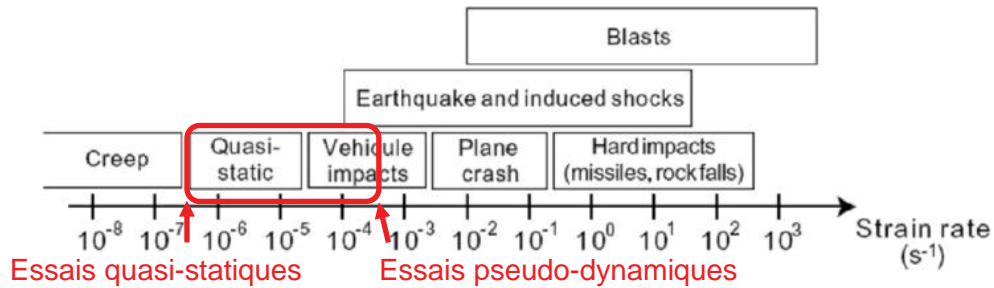 Blasts
Earthquake and induced shocks
Creep
Quasi-
static
Vehicule
impacts
Plane
crash
Hard impacts
(missiles, rock falls)
10⁻⁸ 10⁻⁷ 10⁻⁶ 10⁻⁵ 10⁻⁴ 10⁻³ 10⁻² 10⁻¹ 10⁰ 10¹ 10² 10³
Strain rate
(s⁻¹)
Essais quasi-statiques
Essais pseudo-dynamiques